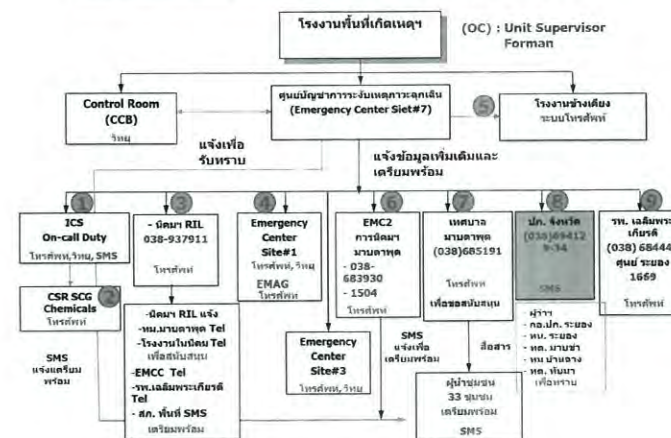 โรงงานพื้นที่เกิดเหตุฯ
(OC) : Unit Supervisor
Forman
Control Room
(CCB)
วิทยุ
ศูนย์บัญชาการระงับเหตุภาวะฉุกเฉิน
(Emergency Center Siet#7)
5
โรงงานข้างเคียง
ระบบโทรศัพท์
แจ้งเพื่อ
รับทราบ
แจ้งข้อมูลเพิ่มเติมและ
เตรียมพร้อม
1
JCS
On-call Duty
โทรศัพท์,วิทยุ, SMS
2
CSR SCG
Chemicals
โทรศัพท์
SMS
แจ้งเตรียม
พร้อม
3
- นิคมฯ RIL
038-937911
โทรศัพท์
-นิคมฯ RIL แจ้ง
-ทม.มาบตาพุด Tel
-โรงงานในนิคม Tel
เพื่อสนับสนุน
-EMCC Tel
-รพ.เฉลิมพระเกียรติ
Tel
- สภ. พื้นที่ SMS
เตรียมพร้อม
4
Emergency
Center
Site#1
โทรศัพท์, วิทยุ
EMAG
โทรศัพท์
Emergency
Center
Site#3
โทรศัพท์, วิทยุ
6
EMC2
การนิคมฯ
มาบตาพุด
- 038-
683930
- 1504
โทรศัพท์
SMS
แจ้งเพื่อ
เตรียมพร้อม
7
เทศบาล
มาบตาพุด
(038)685191
โทรศัพท์
เพื่อขอสนับสนุน
สื่อสาร
ผู้นำชุมชน
33 ชุมชน
เตรียมพร้อม
SMS
8
ปภ. จังหวัด
(038)69412
9-34
SMS
ผู้ว่าฯ
- กอ.ปภ. ระยอง
- ทน. ระยอง
- ทต. มาบข่า
- ทม บ้านฉาง
- ทต. ทับมา
เพื่อทราบ
9
รพ. เฉลิมพระ
เกียรติ
(038) 68444
ศูนย์ ระยอง
1669
โทรศัพท์